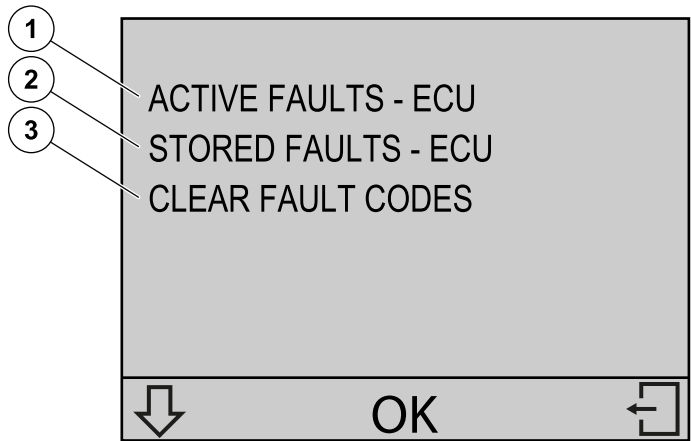 1
2
3
ACTIVE FAULTS - ECU
STORED FAULTS - ECU
CLEAR FAULT CODES
OK